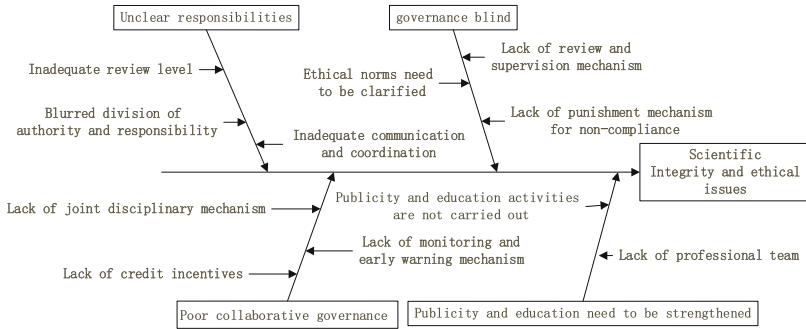 Unclear responsibilities
governance blind
Inadequate review level
Blurred division of
authority and responsibility
Inadequate communication
and coordination
Lack of review and
supervision mechanism
Ethical norms need
to be clarified
Lack of punishment mechanism
for non-compliance
Scientific
Integrity and ethical
issues
Lack of joint disciplinary mechanism
Lack of monitoring and
early warning mechanism
Lack of credit incentives
Publicity and education activities
are not carried out
Lack of professional team
Poor collaborative governance
Publicity and education need to be strengthened